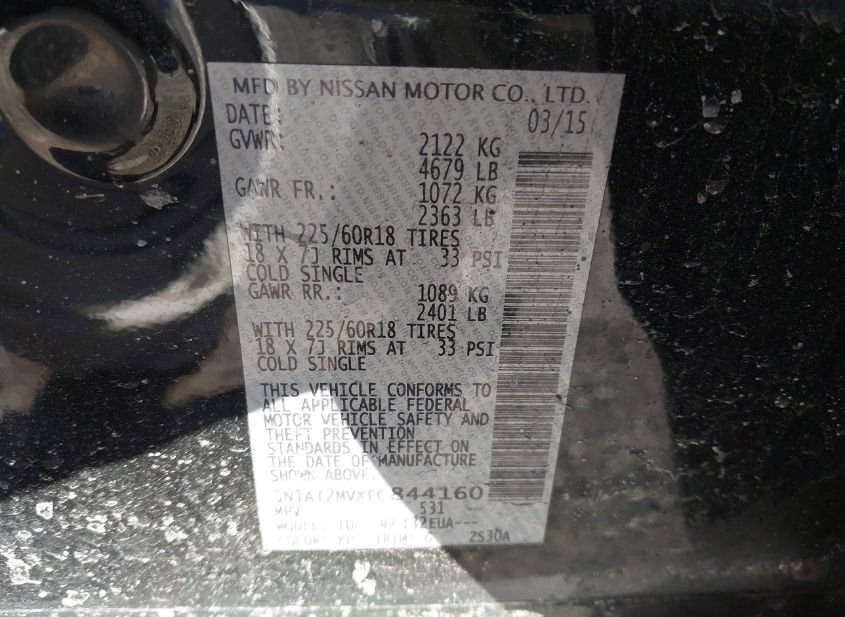 MFD BY NISSAN MOTOR CO., LTD.
DATE: 03/15
GVWR: 2122 KG
4679 LB
GAWR FR.: 1072 KG
2363 LB
WITH 225/60R18 TIRES
18 X 7J RIMS AT 33 PSI
COLD SINGLE
GAWR RR.: 1089 KG
2401 LB
WITH 225/60R18 TIRES
18 X 7J RIMS AT 33 PSI
COLD SINGLE
THIS VEHICLE CONFORMS TO
ALL APPLICABLE FEDERAL
MOTOR VEHICLE SAFETY AND
THEFT PREVENTION
STANDARDS IN EFFECT ON
THE DATE OF MANUFACTURE
SHOWN ABOVE.
5N1AT2MVXFC844160
MPV 531
MODEL:
COLOR: TRIM: G ZS30A